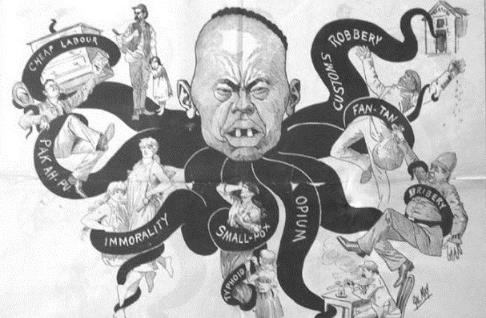 CHEAP LABOUR
PAK AH-PU
IMMORALITY
SMALL-POX
TYPHOID
OPIUM
CUSTOMS ROBBERY
FAN-TAN
BRIBERY